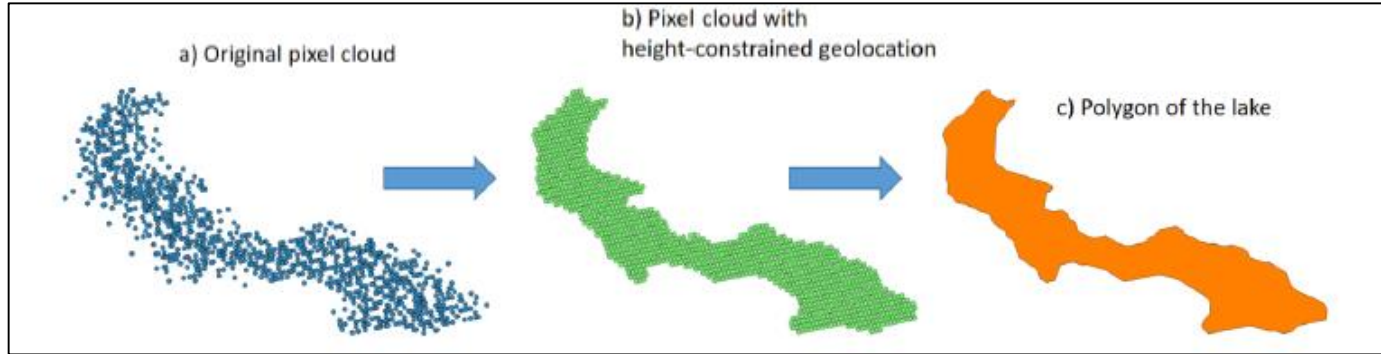 a) Original pixel cloud
b) Pixel cloud with
height-constrained geolocation
c) Polygon of the lake